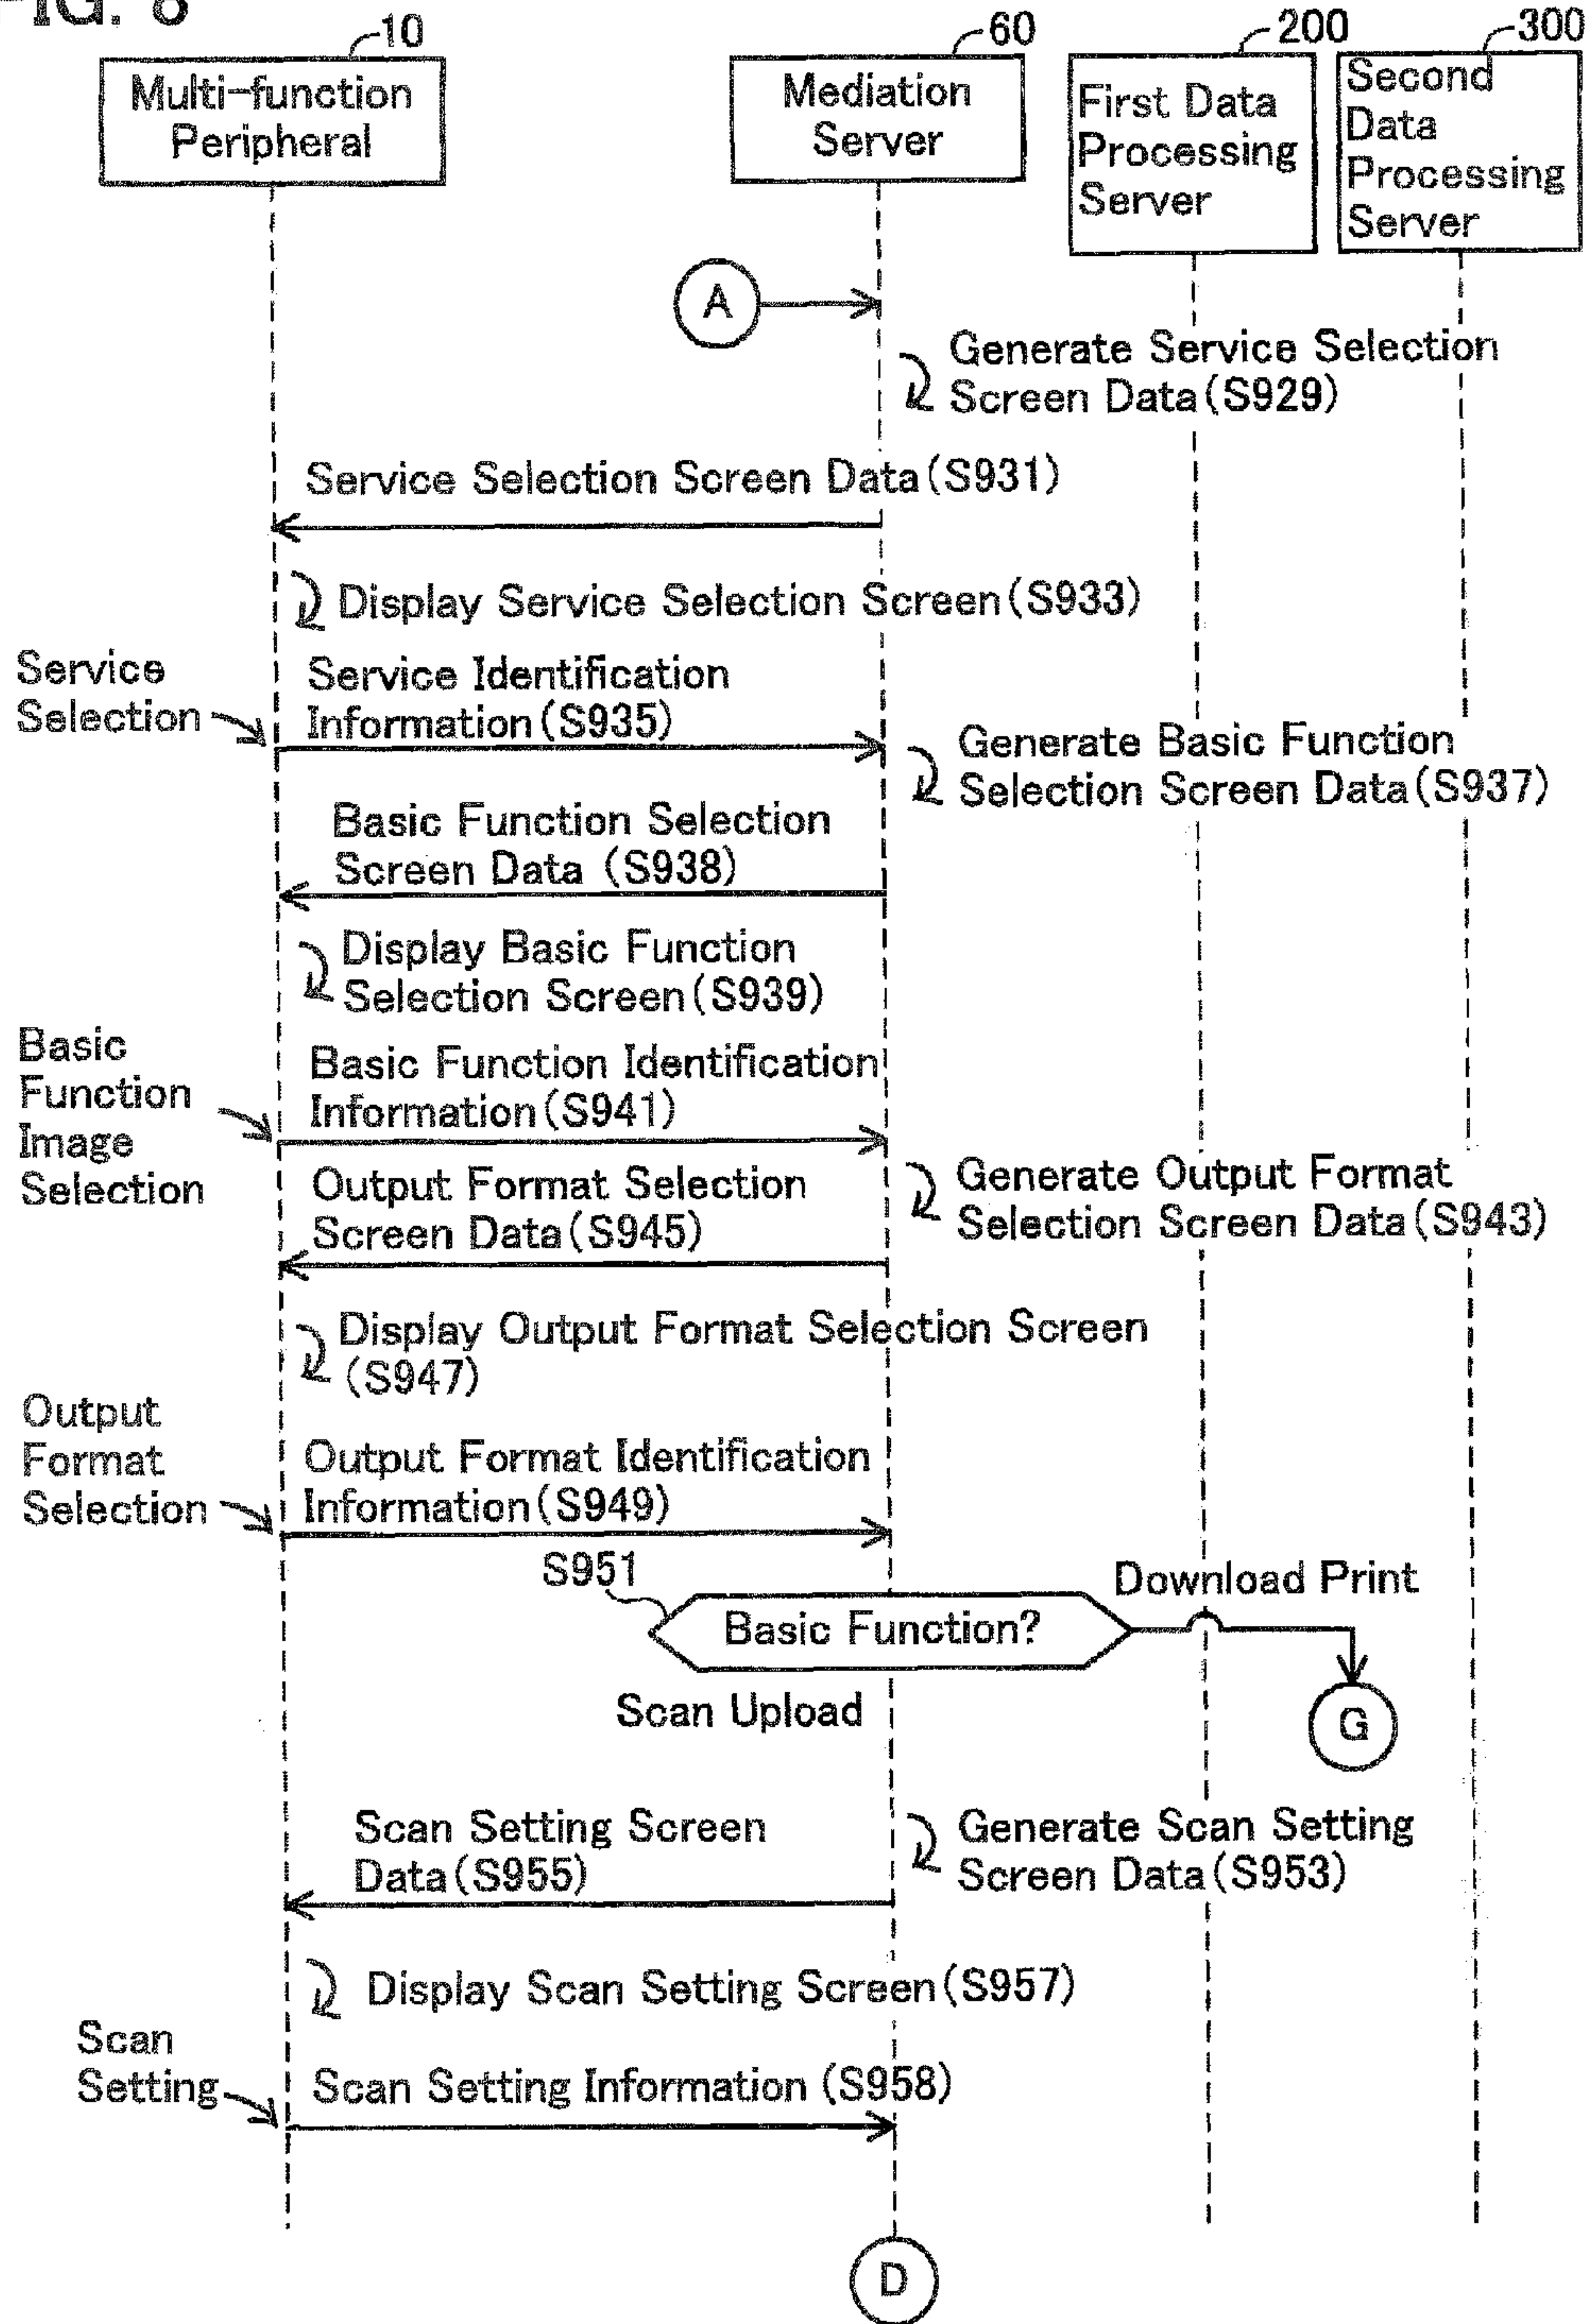 FIG. 8
10
60
200
300
Multi-function
Peripheral
Mediation
Server
First Data
Processing
Server
Second
Data
Processing
Server
A
Generate Service Selection
Screen Data(S929)
Service Selection Screen Data(S931)
Display Service Selection Screen(S933)
Service
Selection
Service Identification
Information(S935)
Generate Basic Function
Selection Screen Data(S937)
Basic Function Selection
Screen Data (S938)
Display Basic Function
Selection Screen(S939)
Basic
Function
Image
Selection
Basic Function Identification
Information(S941)
Generate Output Format
Selection Screen Data(S943)
Output Format Selection
Screen Data(S945)
Display Output Format Selection Screen
(S947)
Output
Format
Selection
Output Format Identification
Information(S949)
S951
Basic Function?
Download Print
G
Scan Upload
Generate Scan Setting
Screen Data(S953)
Scan Setting Screen
Data(S955)
Display Scan Setting Screen(S957)
Scan
Setting
Scan Setting Information (S958)
D